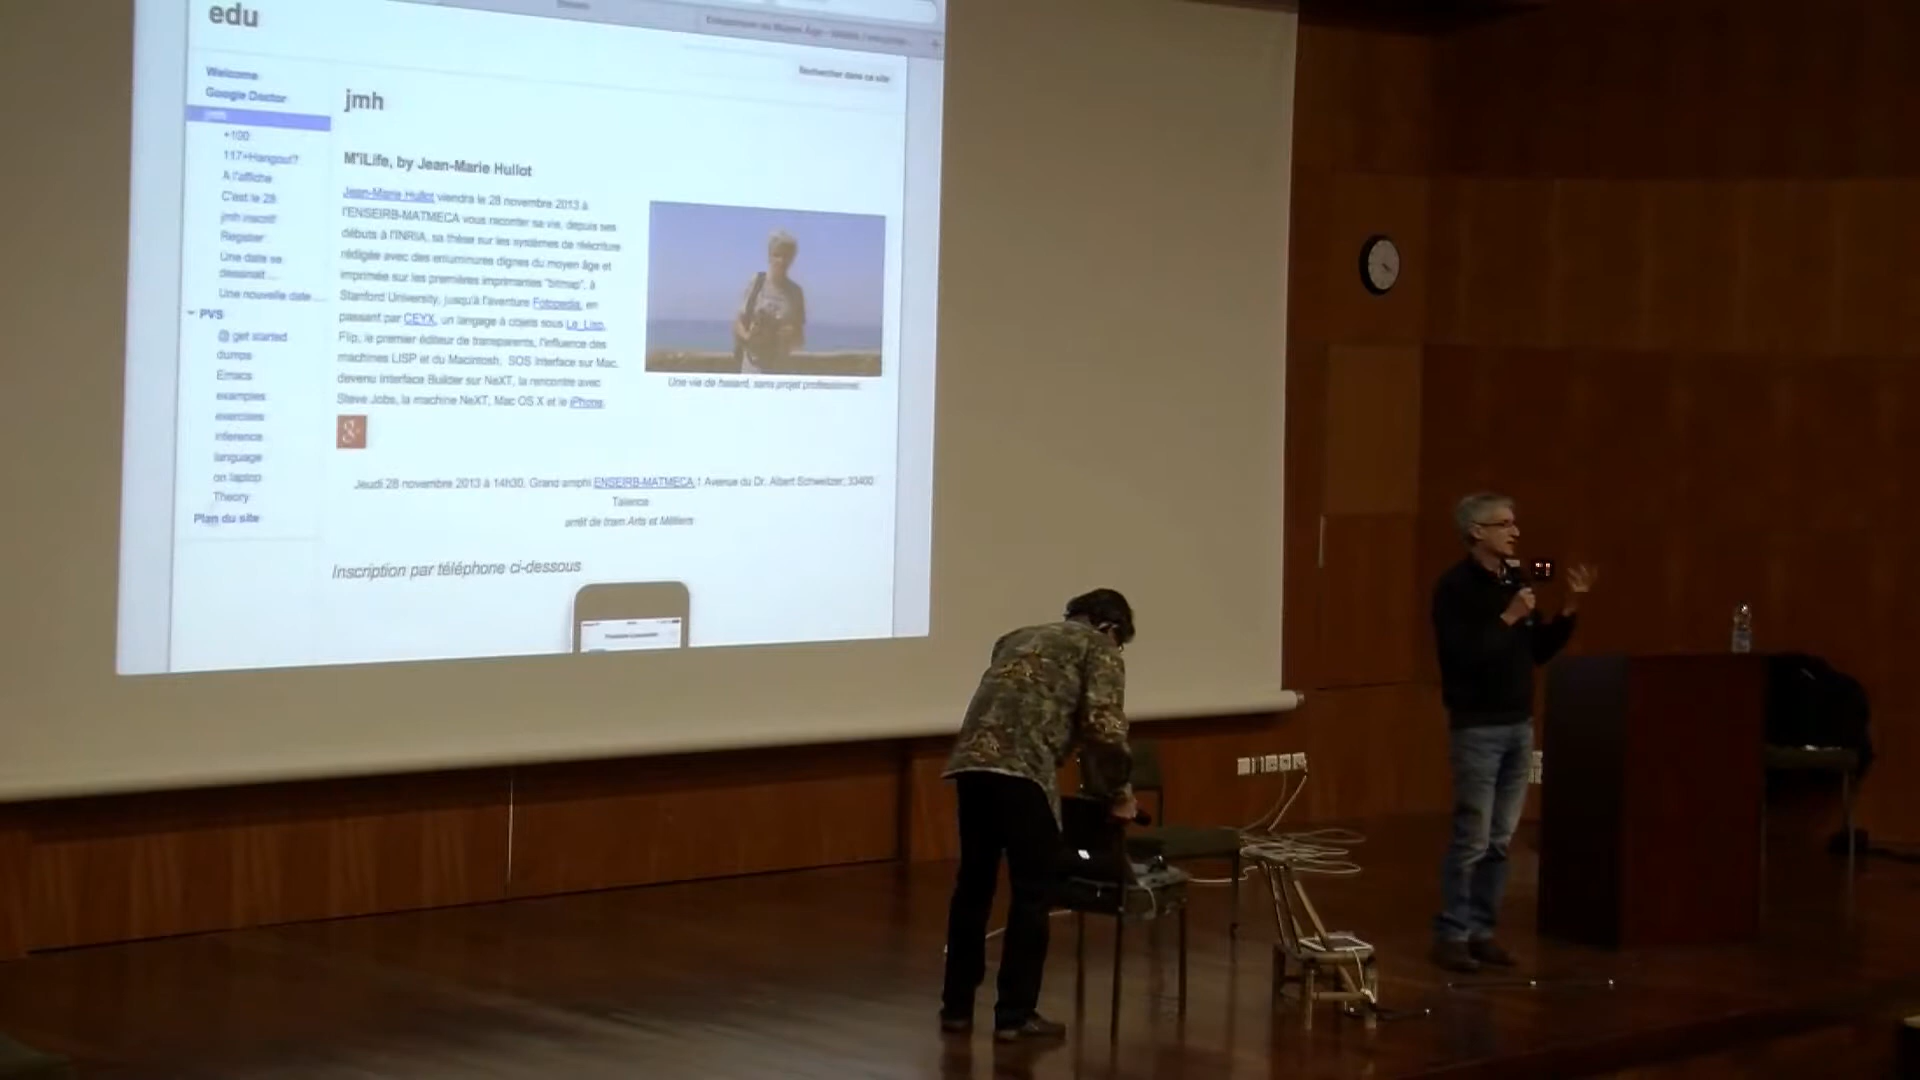 edu
Rechercher dans ce site
Welcome
Google Doctor
jmh
+100
117+Hangout?
A l'affiche
C'est le 28
jmh inscrit
Register
Une date se
dessinait ...
Une nouvelle date ...
PVS
@ get started
dumps
Emacs
examples
exercises
inference
language
on laptop
Theory
Plan du site
jmh
M'iLife, by Jean-Marie Hullot
Jean-Marie Hullot viendra le 28 novembre 2013 à
l'ENSEIRB-MATMECA vous reconter sa vie, depuis ses
débuts à l'INRIA, sa thèse sur les systèmes de réécriture
rédigée avec des enluminures dignes du moyen âge et
imprimée sur les premières imprimantes "bitmap", à
Stanford University, jusqu'à l'aventure Fotopedia, en
passant par CEYX, un langage à objets sous Le_Lisp,
Flip, le premier éditeur de transparents, l'influence des
machines LISP et du Macintosh, SOS Interface sur Mac,
devenu Interface Builder sur NeXT, la rencontre avec
Steve Jobs, la machine NeXT, Mac OS X et le iPhone.
Une vie de hasard, sans projet professionnel.
g+
Jeudi 28 novembre 2013 à 14h30, Grand amphi ENSEIRB-MATMECA, 1 Avenue du Dr. Albert Schweitzer, 33400
Talence
arrêt de tram Arts et Métiers
Inscription par téléphone ci-dessous